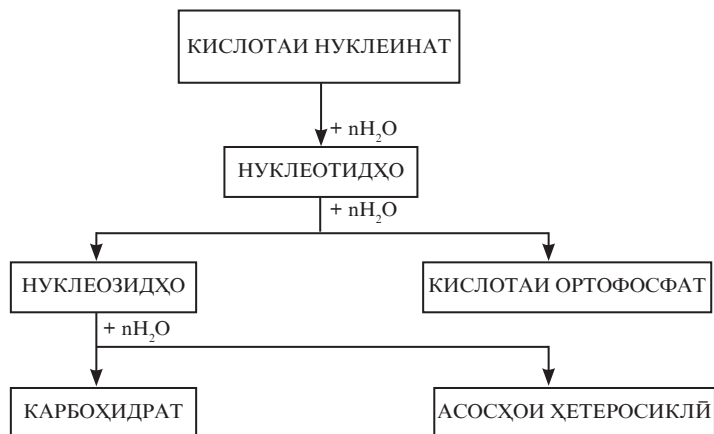 КИСЛОТАИ НУКЛЕИНАТ
+ nH₂O
НУКЛЕОТИДҲО
+ nH₂O
НУКЛЕОЗИДҲО
КИСЛОТАИ ОРТОФОСФАТ
+ nH₂O
КАРБОҲИДРАТ
АСОСҲОИ ҲЕТЕРОСИКЛӢ